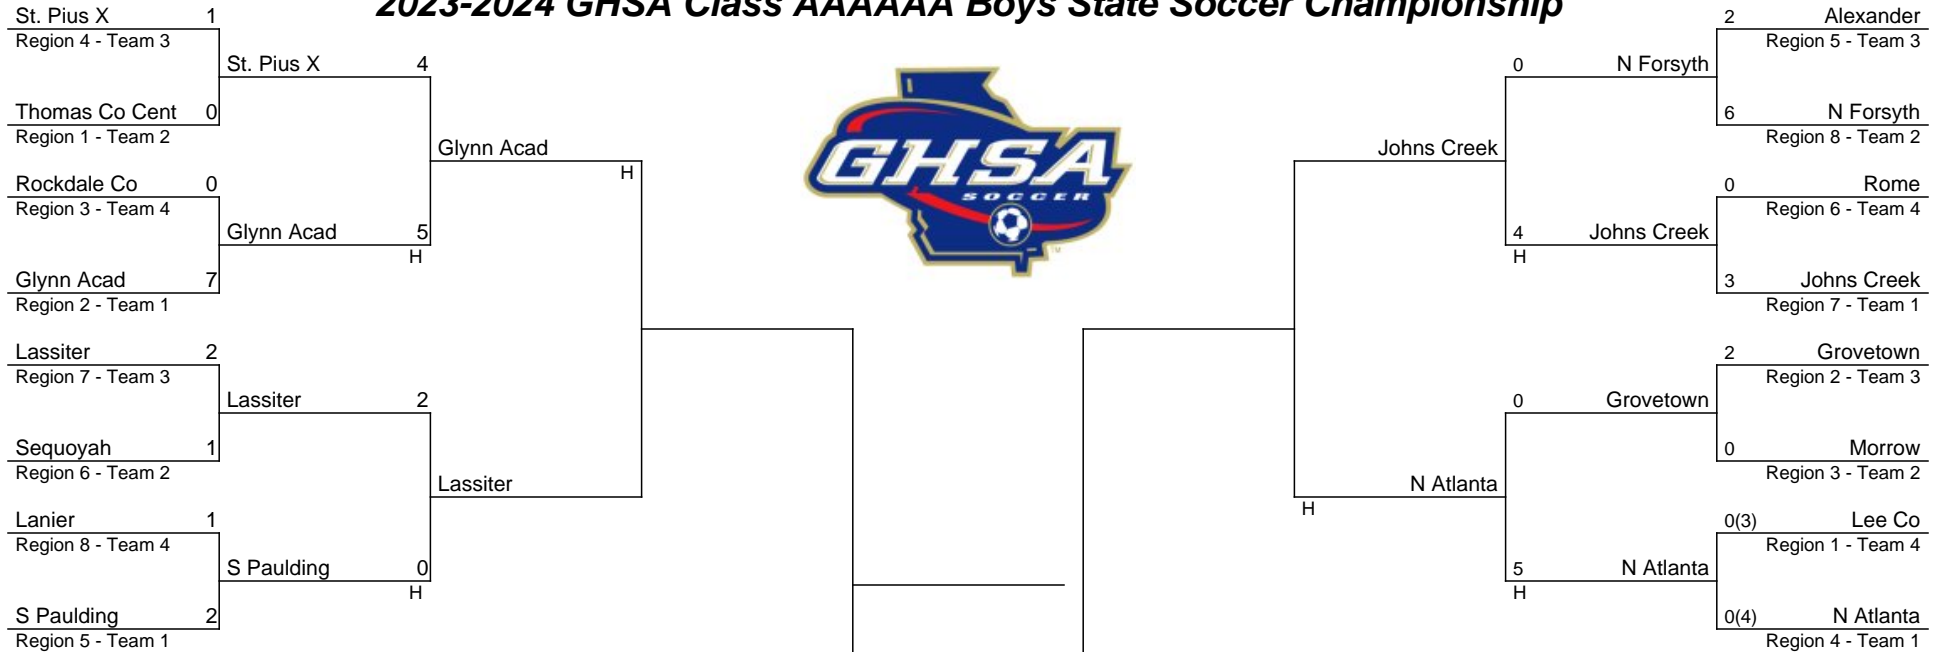 2023-2024 GHSA Class AAAAAA Boys State Soccer Championship
St. Pius X 1
Region 4 - Team 3
St. Pius X 4
Thomas Co Cent 0
Region 1 - Team 2
Glynn Acad
H
Rockdale Co 0
Region 3 - Team 4
Glynn Acad 5
H
Glynn Acad 7
Region 2 - Team 1
Lassiter 2
Region 7 - Team 3
Lassiter 2
Sequoyah 1
Region 6 - Team 2
Lassiter
Lanier 1
Region 8 - Team 4
S Paulding 0
H
S Paulding 2
Region 5 - Team 1
GHSA
SOCCER
TM
2 Alexander
Region 5 - Team 3
0 N Forsyth
6 N Forsyth
Region 8 - Team 2
Johns Creek
0 Rome
Region 6 - Team 4
4 Johns Creek
H
3 Johns Creek
Region 7 - Team 1
2 Grovetown
Region 2 - Team 3
0 Grovetown
0 Morrow
Region 3 - Team 2
N Atlanta
H
0(3) Lee Co
Region 1 - Team 4
5 N Atlanta
H
0(4) N Atlanta
Region 4 - Team 1